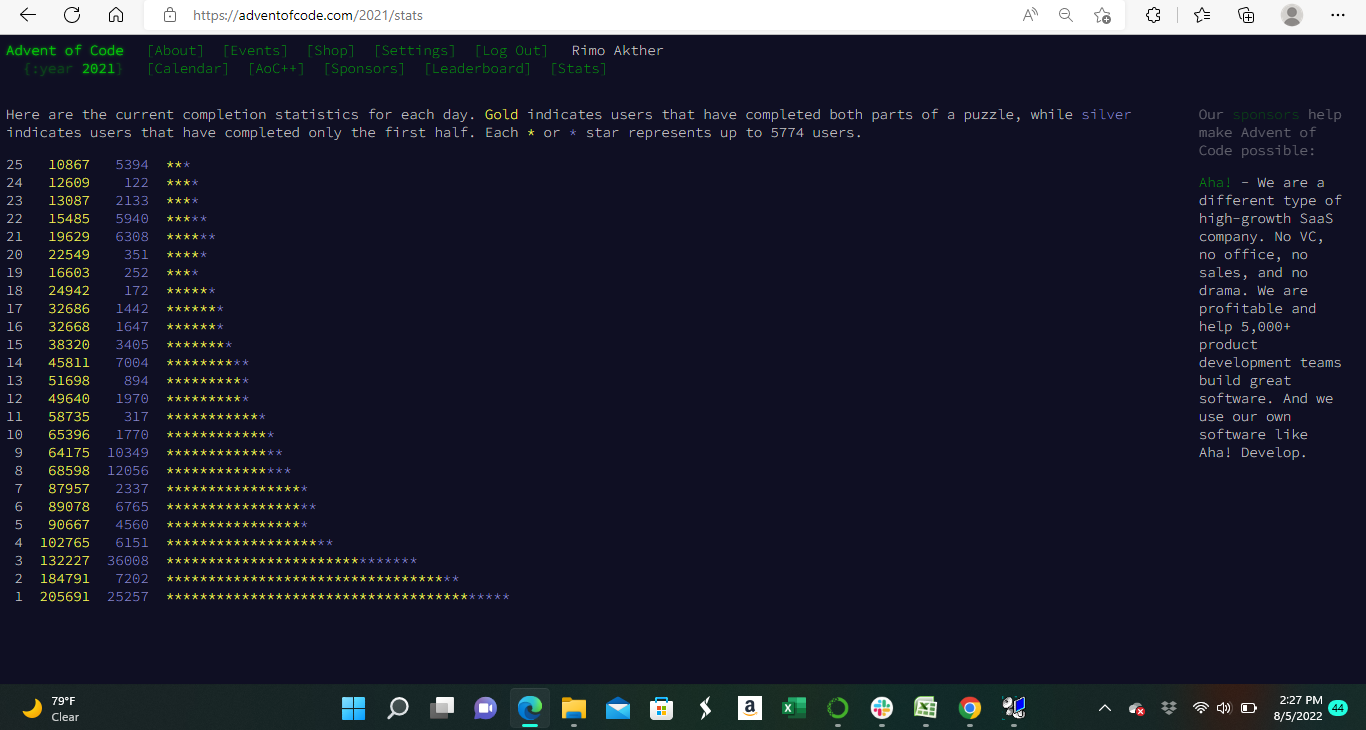 https://adventofcode.com/2021/stats
Advent of Code [About] [Events] [Shop] [Settings] [Log Out] Rimo Akther
{:year 2021} [Calendar] [AoC++] [Sponsors] [Leaderboard] [Stats]
Here are the current completion statistics for each day. Gold indicates users that have completed both parts of a puzzle, while silver
indicates users that have completed only the first half. Each * or * star represents up to 5774 users.
25 10867 5394 ***
24 12609 122 ****
23 13087 2133 ****
22 15485 5940 *****
21 19629 6308 ******
20 22549 351 *****
19 16603 252 ****
18 24942 172 ******
17 32686 1442 *******
16 32668 1647 *******
15 38320 3405 ********
14 45811 7004 **********
13 51698 894 **********
12 49640 1970 **********
11 58735 317 ************
10 65396 1770 *************
9 64175 10349 **************
8 68598 12056 ***************
7 87957 2337 *****************
6 89078 6765 ******************
5 90667 4560 *****************
4 102765 6151 ********************
3 132227 36008 ******************************
2 184791 7202 ***********************************
1 205691 25257 *****************************************
Our sponsors help
make Advent of
Code possible:
Aha! - We are a
different type of
high-growth SaaS
company. No VC,
no office, no
sales, and no
drama. We are
profitable and
help 5,000+
product
development teams
build great
software. And we
use our own
software like
Aha! Develop.
79°F
Clear
2:27 PM
8/5/2022
44